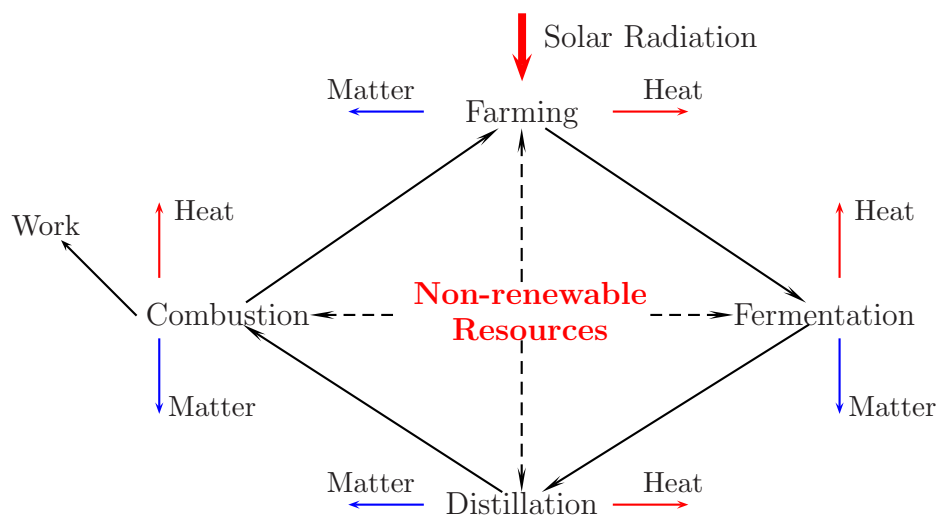 Solar Radiation
Matter
Heat
Farming
Heat
Heat
Work
Non-renewable
Resources
Combustion
Fermentation
Matter
Matter
Matter
Heat
Distillation